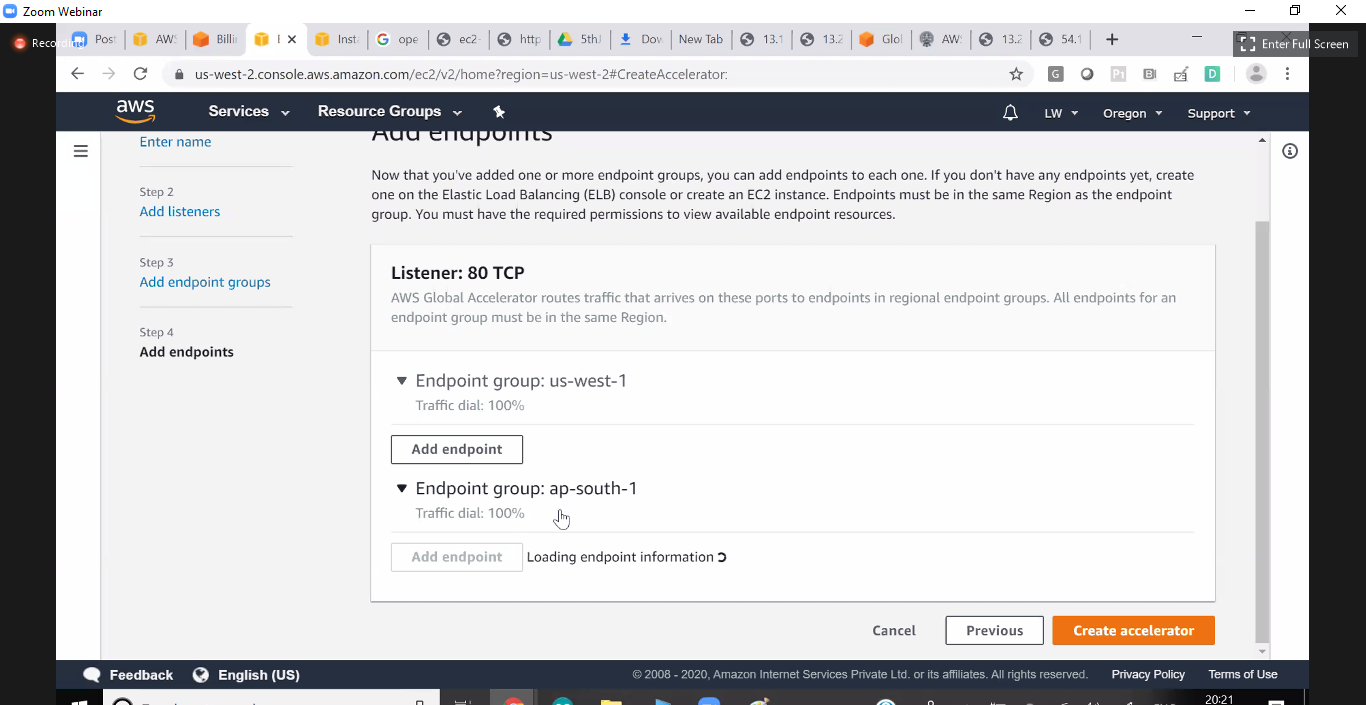 Zoom Webinar
Recording
Post
AWS
Billi
I
Insta
ope
ec2-
http
5thJ
Dow
New Tab
13.1
13.2
Glol
AWS
13.2
54.1
Enter Full Screen
us-west-2.console.aws.amazon.com/ec2/v2/home?region=us-west-2#CreateAccelerator:
aws
Services
Resource Groups
LW
Oregon
Support
Add endpoints
Enter name
Step 2
Add listeners
Step 3
Add endpoint groups
Step 4
Add endpoints
Now that you've added one or more endpoint groups, you can add endpoints to each one. If you don't have any endpoints yet, create
one on the Elastic Load Balancing (ELB) console or create an EC2 instance. Endpoints must be in the same Region as the endpoint
group. You must have the required permissions to view available endpoint resources.
Listener: 80 TCP
AWS Global Accelerator routes traffic that arrives on these ports to endpoints in regional endpoint groups. All endpoints for an
endpoint group must be in the same Region.
Endpoint group: us-west-1
Traffic dial: 100%
Add endpoint
Endpoint group: ap-south-1
Traffic dial: 100%
Add endpoint Loading endpoint information
Cancel
Previous
Create accelerator
Feedback
English (US)
© 2008 - 2020, Amazon Internet Services Private Ltd. or its affiliates. All rights reserved.
Privacy Policy
Terms of Use
20:21